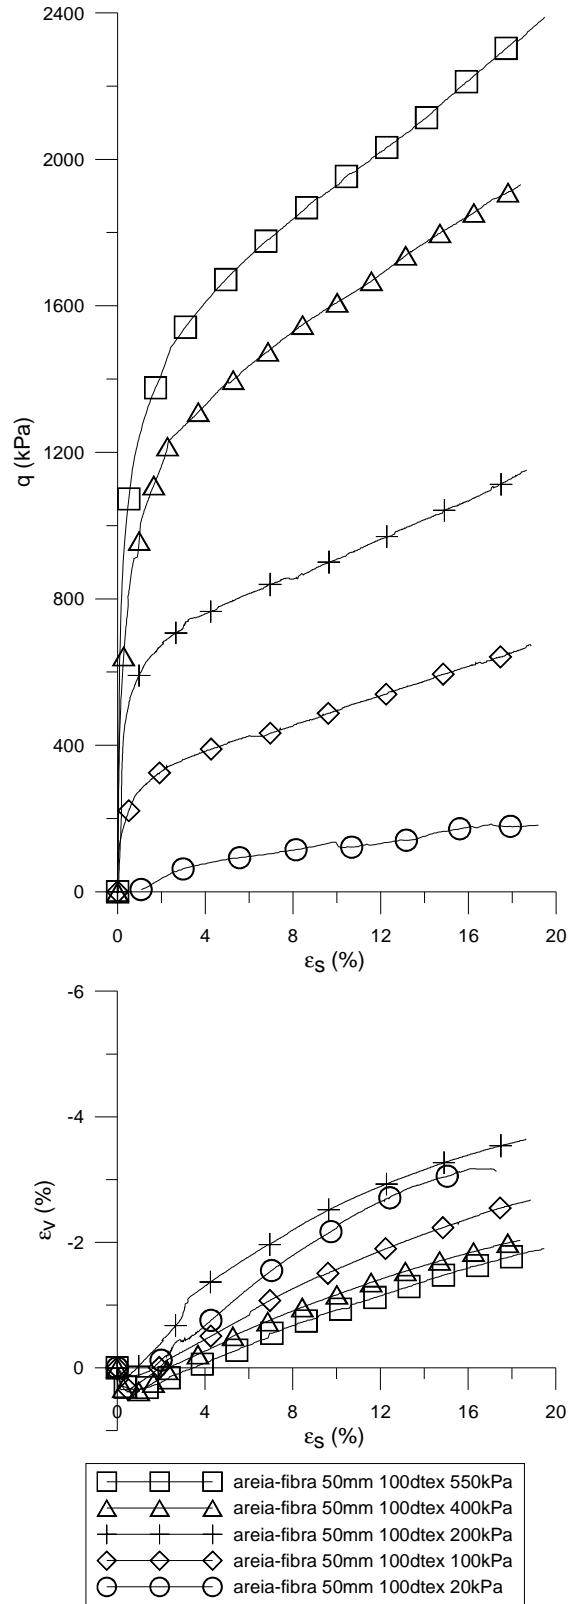 2400
2000
1600
1200
800
400
0
q (kPa)
0 4 8 12 16 20
εS (%)
-6
-4
-2
0
εV (%)
0 4 8 12 16 20
εS (%)
areia-fibra 50mm 100dtex 550kPa
areia-fibra 50mm 100dtex 400kPa
areia-fibra 50mm 100dtex 200kPa
areia-fibra 50mm 100dtex 100kPa
areia-fibra 50mm 100dtex 20kPa